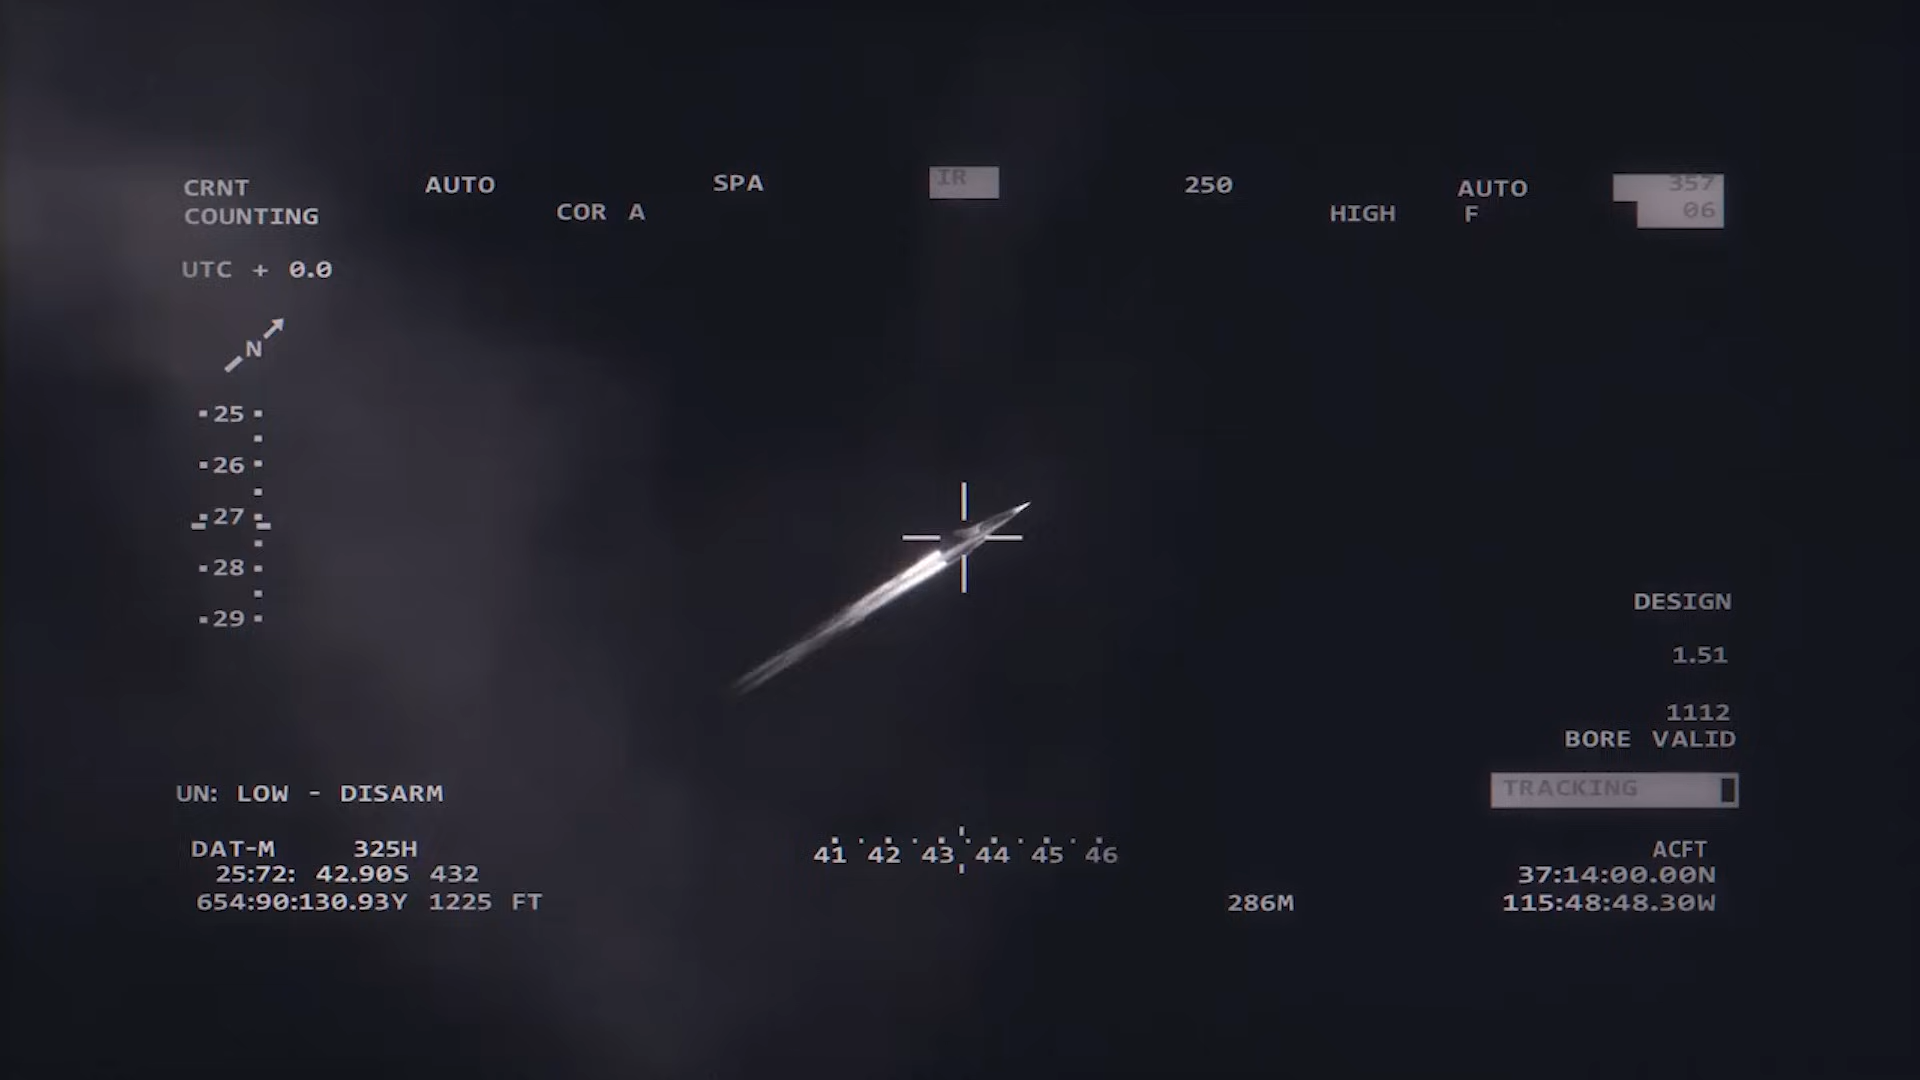 CRNT
COUNTING
AUTO
COR A
SPA
IR
250
HIGH
AUTO
F
357
06
UTC + 0.0
N
25
26
27
28
29
DESIGN
1.51
1112
BORE VALID
TRACKING
UN: LOW - DISARM
DAT-M 325H
25:72: 42.90S 432
654:90:130.93Y 1225 FT
41 42 43 44 45 46
286M
ACFT
37:14:00.00N
115:48:48.30W